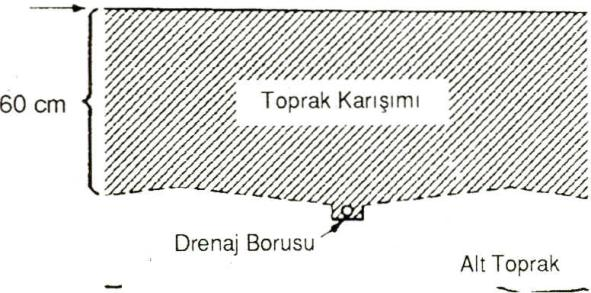 Toprak Karışımı
60 cm
Drenaj Borusu
Alt Toprak